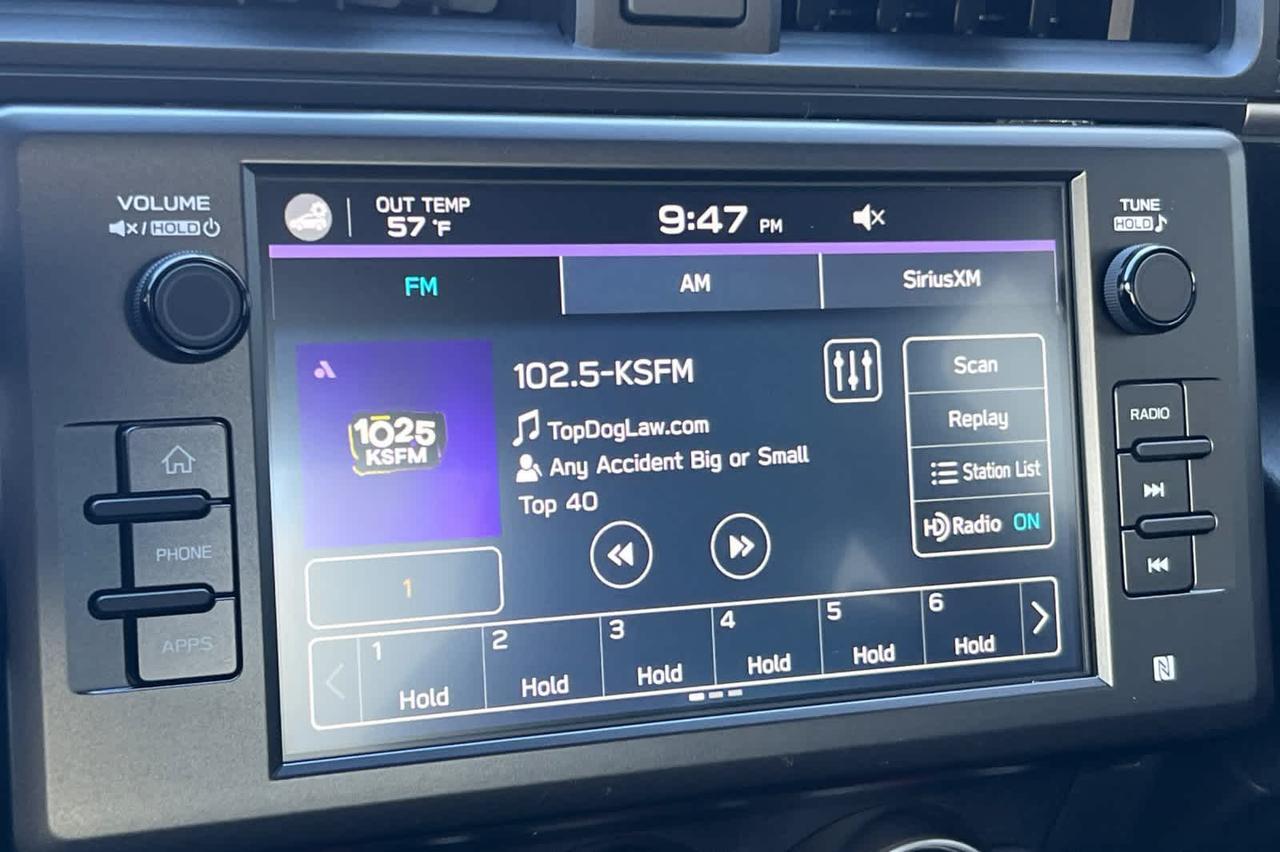 VOLUME
/ HOLD
OUT TEMP
57 °F
9:47 PM
TUNE
HOLD
FM
AM
SiriusXM
1025
KSFM
102.5-KSFM
TopDogLaw.com
Any Accident Big or Small
Top 40
Scan
Replay
Station List
HD Radio ON
RADIO
PHONE
APPS
1
1 Hold
2 Hold
3 Hold
4 Hold
5 Hold
6 Hold
N